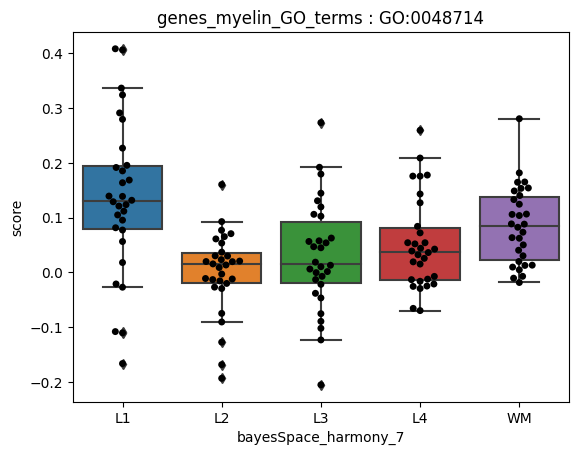 genes_myelin_GO_terms : GO:0048714
0.4
0.3
0.2
0.1
0.0
−0.1
−0.2
score
L1 L2 L3 L4 WM
bayesSpace_harmony_7